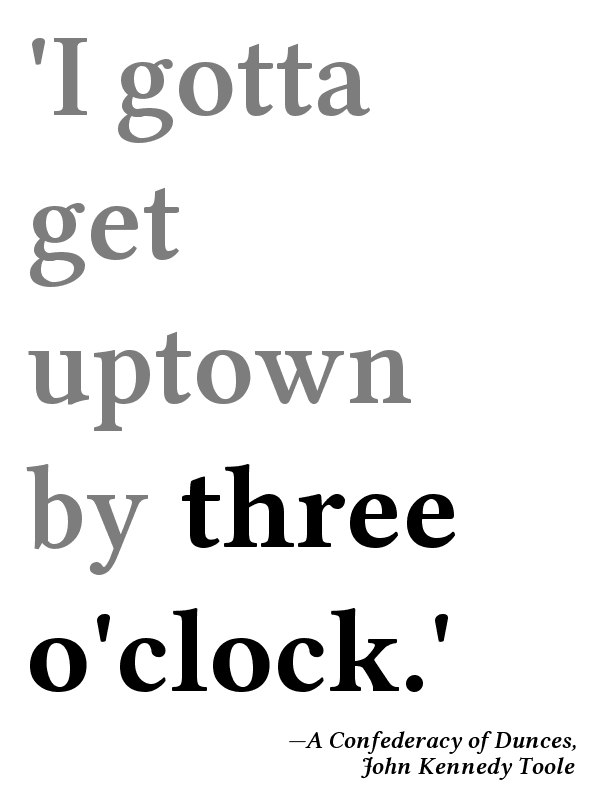 'I gotta
get
uptown
by three
o'clock.'
—A Confederacy of Dunces,
John Kennedy Toole